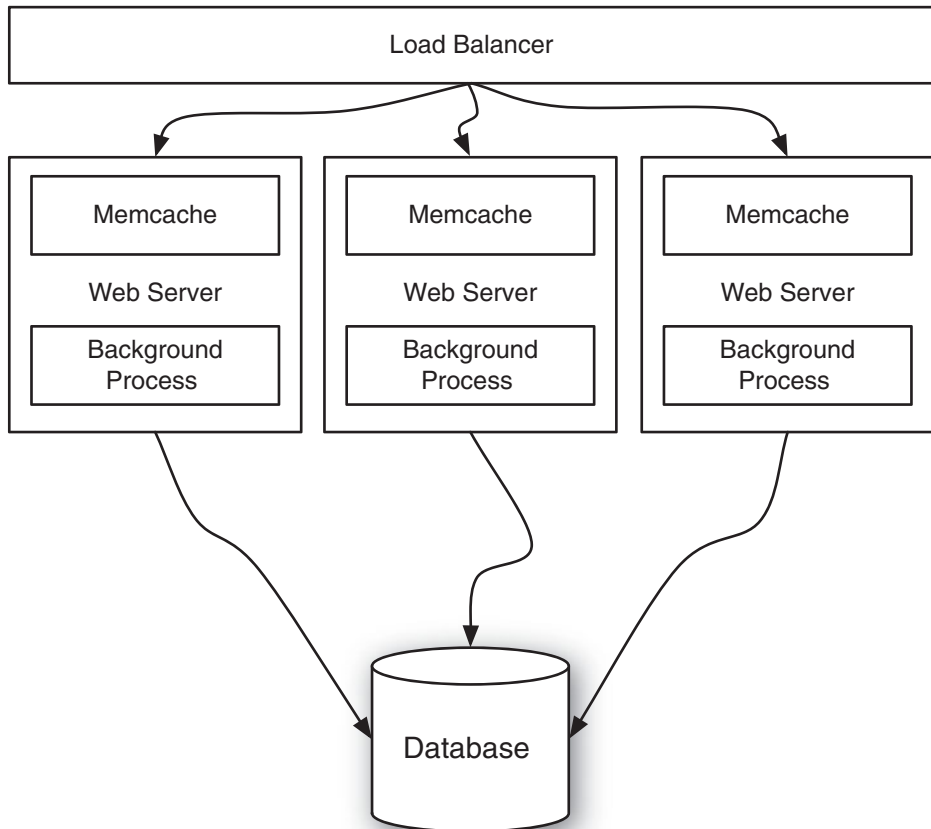 Load Balancer
Memcache
Web Server
Background
Process
Memcache
Web Server
Background
Process
Memcache
Web Server
Background
Process
Database